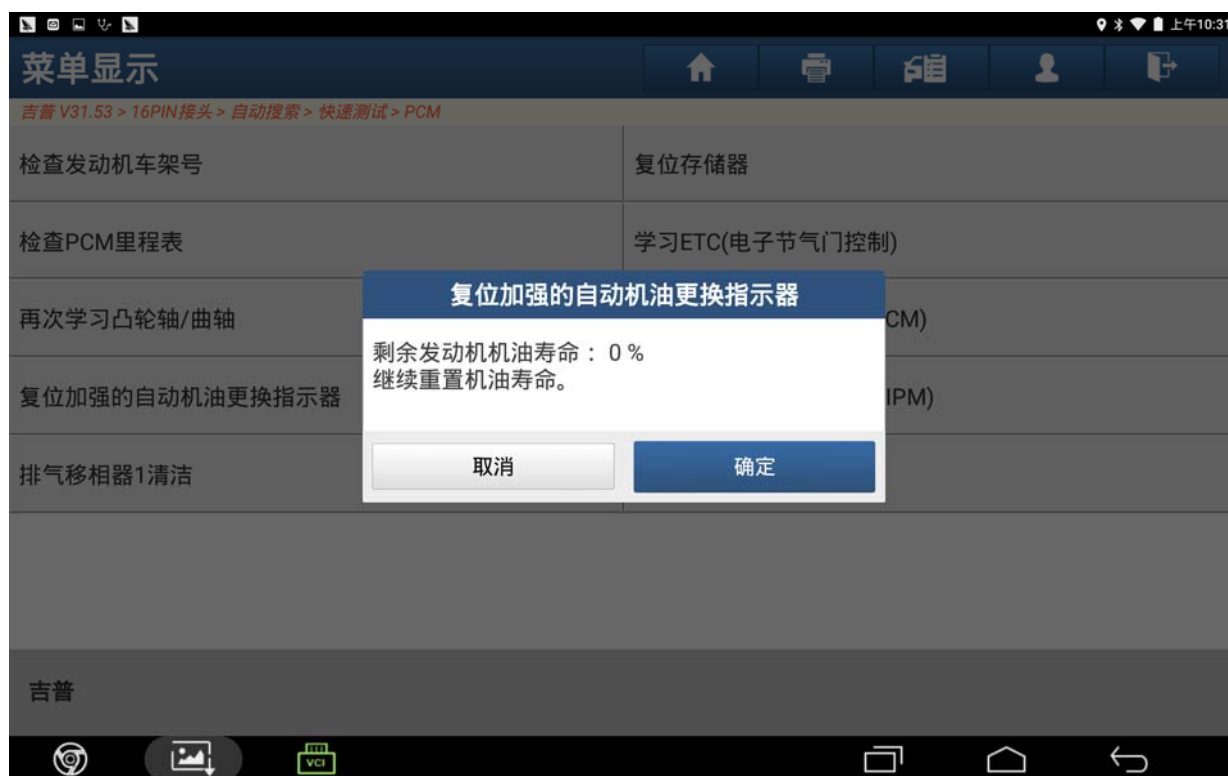 上午10:31
菜单显示
吉普 V31.53 > 16PIN接头 > 自动搜索 > 快速测试 > PCM
检查发动机车架号
复位存储器
检查PCM里程表
学习ETC(电子节气门控制)
复位加强的自动机油更换指示器
再次学习凸轮轴/曲轴
CM)
剩余发动机机油寿命： 0 %
继续重置机油寿命。
复位加强的自动机油更换指示器
IPM)
排气移相器1清洁
取消
确定
吉普
VCI